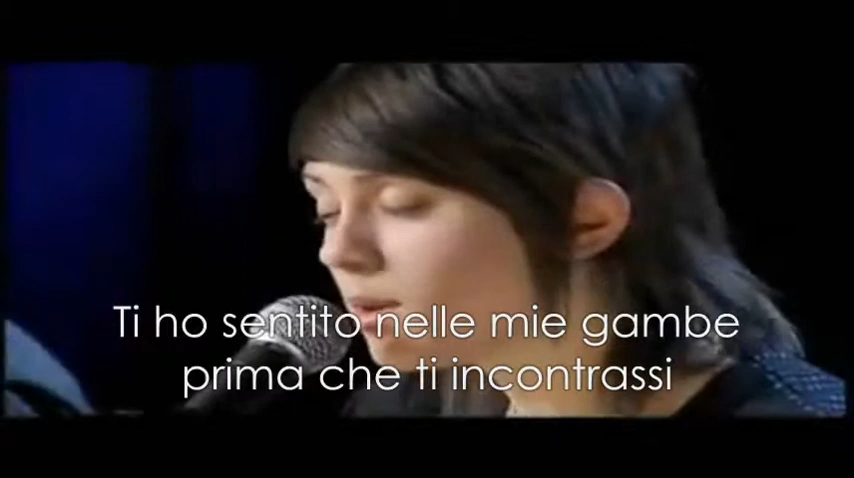 Ti ho sentito nelle mie gambe
prima che ti incontrassi